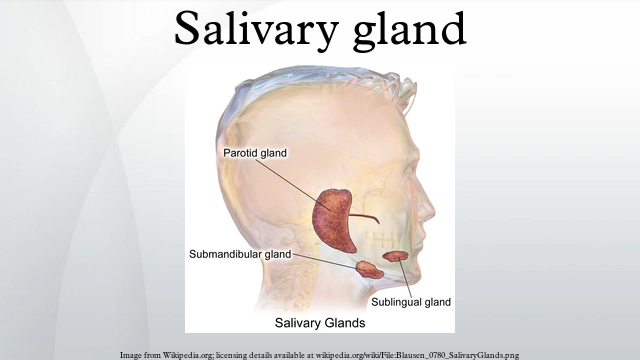 Salivary gland
Parotid gland
Submandibular gland
Sublingual gland
Salivary Glands
Image from Wikipedia.org; licensing details available at wikipedia.org/wiki/File:Blausen_0780_SalivaryGlands.png